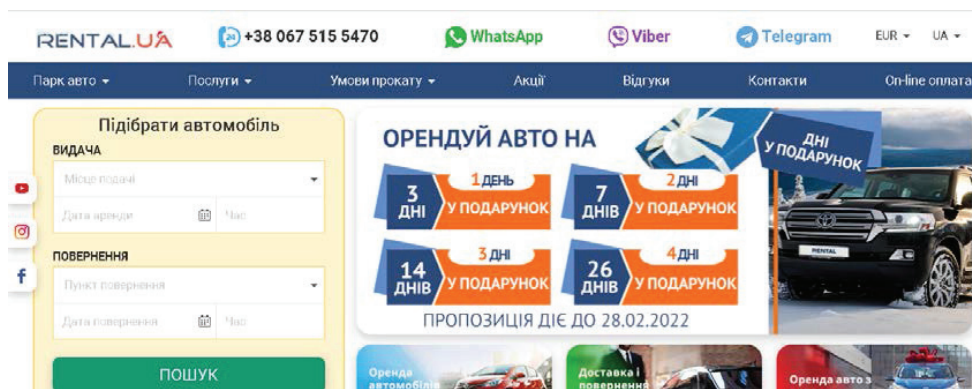 RENTAL.UA
24 +38 067 515 5470
WhatsApp
Viber
Telegram
EUR
UA
Парк авто
Послуги
Умови прокату
Акції
Відгуки
Контакти
On-line оплата
Підібрати автомобіль
ВИДАЧА
Місце подачі
Дата аренди
Час
ПОВЕРНЕННЯ
Пункт повернення
Дата повернення
Час
ПОШУК
ОРЕНДУЙ АВТО НА
ДНІ
У ПОДАРУНОК
3 ДНІ
1 ДЕНЬ
У ПОДАРУНОК
7 ДНІВ
2 ДНІ
У ПОДАРУНОК
14 ДНІВ
3 ДНІ
У ПОДАРУНОК
26 ДНІВ
4 ДНІ
У ПОДАРУНОК
RENTAL
ПРОПОЗИЦІЯ ДІЄ ДО 28.02.2022
Оренда
автомобілів
Доставка і
повернення
Оренда авто з